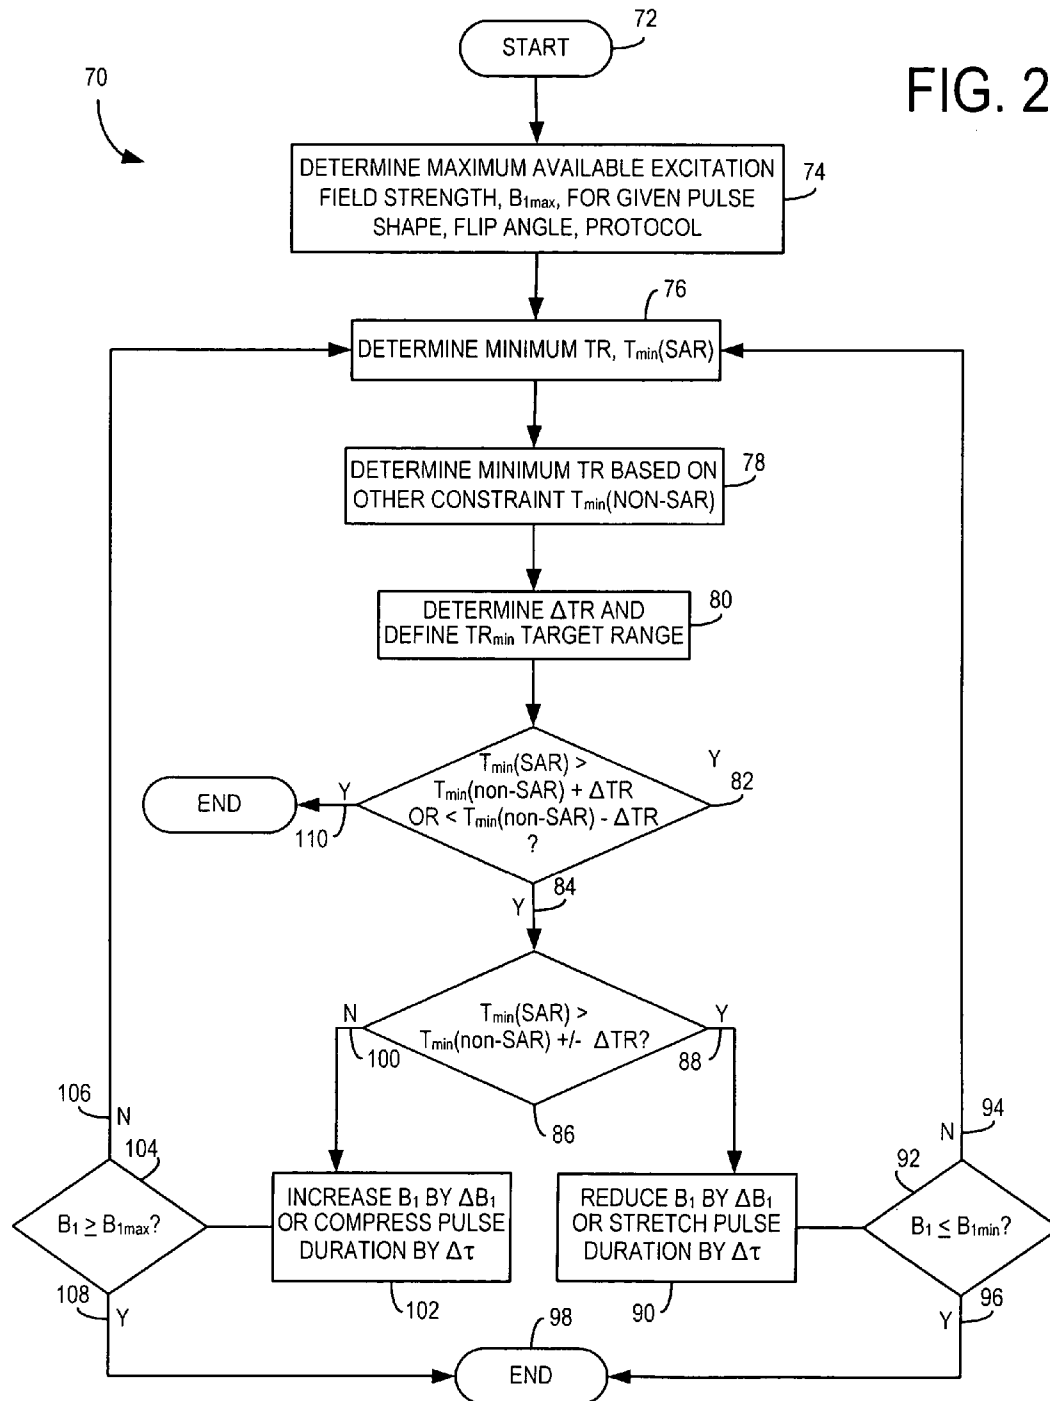 72
START
70
FIG. 2
DETERMINE MAXIMUM AVAILABLE EXCITATION
FIELD STRENGTH, B1max, FOR GIVEN PULSE
SHAPE, FLIP ANGLE, PROTOCOL
74
76
DETERMINE MINIMUM TR, Tmin(SAR)
DETERMINE MINIMUM TR BASED ON
OTHER CONSTRAINT Tmin(NON-SAR)
78
DETERMINE ΔTR AND
DEFINE TRmin TARGET RANGE
80
Tmin(SAR) >
Tmin(non-SAR) + ΔTR
OR < Tmin(non-SAR) - ΔTR
?
Y
82
Y
END
110
84
Y
Tmin(SAR) >
Tmin(non-SAR) +/- ΔTR?
N
100
Y
88
86
106
N
104
B1 ≥ B1max?
108
Y
INCREASE B1 BY ΔB1
OR COMPRESS PULSE
DURATION BY Δτ
102
REDUCE B1 BY ΔB1
OR STRETCH PULSE
DURATION BY Δτ
90
94
N
92
B1 ≤ B1min?
96
Y
98
END